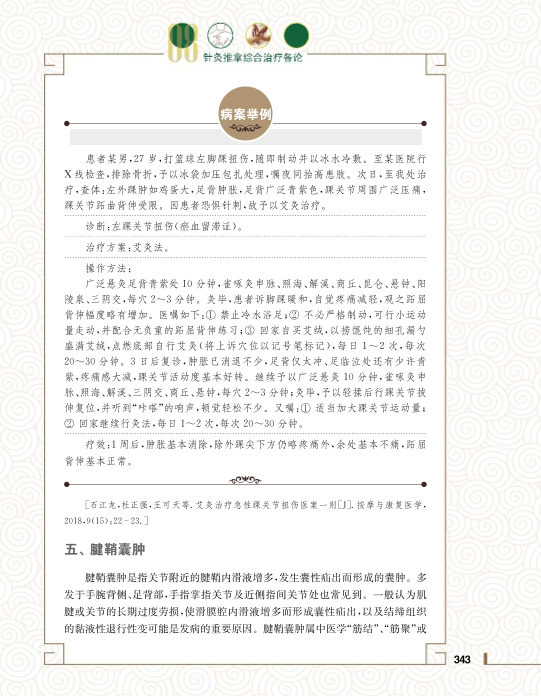 08
针灸推拿综合治疗备论
病案举例
患者某男,27 岁,打篮球左脚踝扭伤,随即制动并以冰水冷敷。至某医院行
X 线检查,排除骨折,予以冰袋加压包扎处理,嘱夜间抬高患肢。次日,至我处治
疗,查体:左外踝肿如鸡蛋大,足背肿胀,足背广泛青紫色,踝关节周围广泛压痛,
踝关节跖曲背伸受限。因患者恐惧针刺,故予以艾灸治疗。
诊断:左踝关节扭伤(瘀血留滞证)。
治疗方案:艾灸法。
操作方法:
广泛悬灸足背青紫处 10 分钟,雀啄灸申脉、照海、解溪、商丘、昆仑、悬钟、阳
陵泉、三阴交,每穴 2～3 分钟。灸毕,患者诉脚踝暖和,自觉疼痛减轻,观之跖屈
背伸幅度略有增加。医嘱如下:① 禁止冷水浴足;② 不必严格制动,可行小运动
量走动,并配合无负重的跖屈背伸练习;③ 回家自买艾绒,以捞馄饨的细孔漏勺
盛满艾绒,点燃底部自行艾灸(将上诉穴位以记号笔标记),每日 1～2 次,每次
20～30 分钟。3 日后复诊,肿胀已消退不少,足背仅太冲、足临泣处还有少许青
紫,疼痛感大减,踝关节活动度基本好转。继续予以广泛悬灸 10 分钟,雀啄灸申
脉、照海、解溪、三阴交、商丘、悬钟,每穴 2～3 分钟;灸毕,予以轻揉后行踝关节拔
伸复位,并听到“咔嗒”的响声,顿觉轻松不少。又嘱:① 适当加大踝关节运动量;
② 回家继续行灸法,每日 1～2 次,每次 20～30 分钟。
疗效:1 周后,肿胀基本消除,除外踝尖下方仍略疼痛外,余处基本不痛,跖屈
背伸基本正常。
[石江龙,杜正强,王可天等.艾灸治疗急性踝关节扭伤医案一则[J].按摩与康复医学,
2018,9(15):22-23.]
五、腱鞘囊肿
腱鞘囊肿是指关节附近的腱鞘内滑液增多,发生囊性疝出而形成的囊肿。多
发于手腕背侧、足背部,手指掌指关节及近侧指间关节处也常见到。一般认为肌
腱或关节的长期过度劳损,使滑膜腔内滑液增多而形成囊性疝出,以及结缔组织
的黏液性退行性变可能是发病的重要原因。腱鞘囊肿属中医学“筋结”、“筋聚”或
343